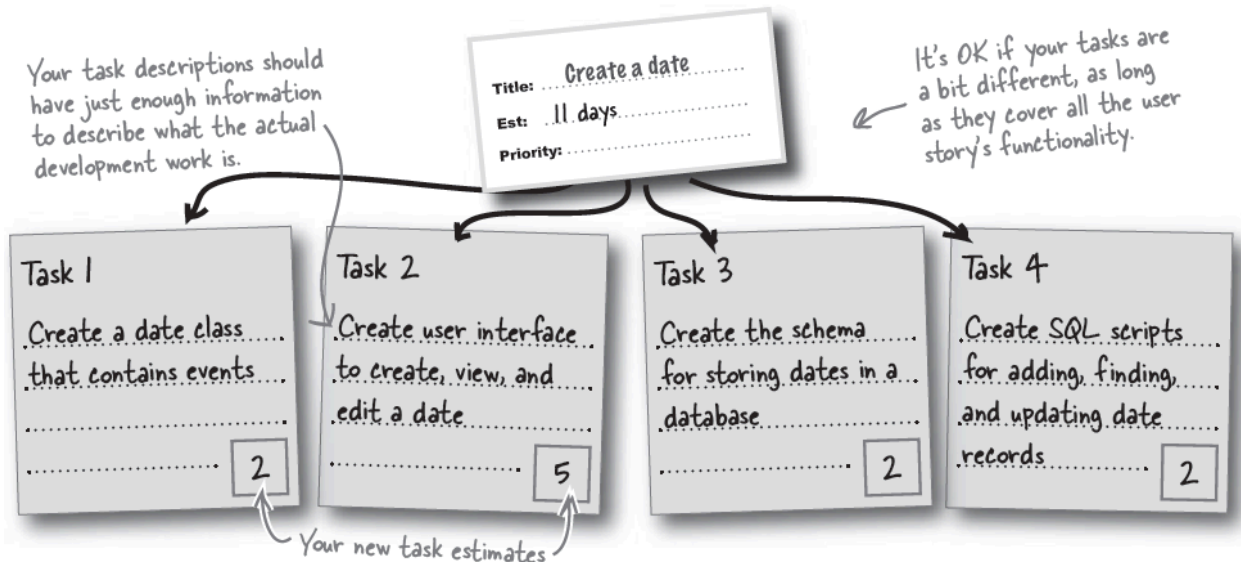 Your task descriptions should
have just enough information
to describe what the actual
development work is.
Title: Create a date
Est: 11 days
Priority:
It's OK if your tasks are
a bit different, as long
as they cover all the user
story's functionality.
Task 1
Create a date class
that contains events
2
Task 2
Create user interface
to create, view, and
edit a date
5
Task 3
Create the schema
for storing dates in a
database
2
Task 4
Create SQL scripts
for adding, finding,
and updating date
records
2
Your new task estimates